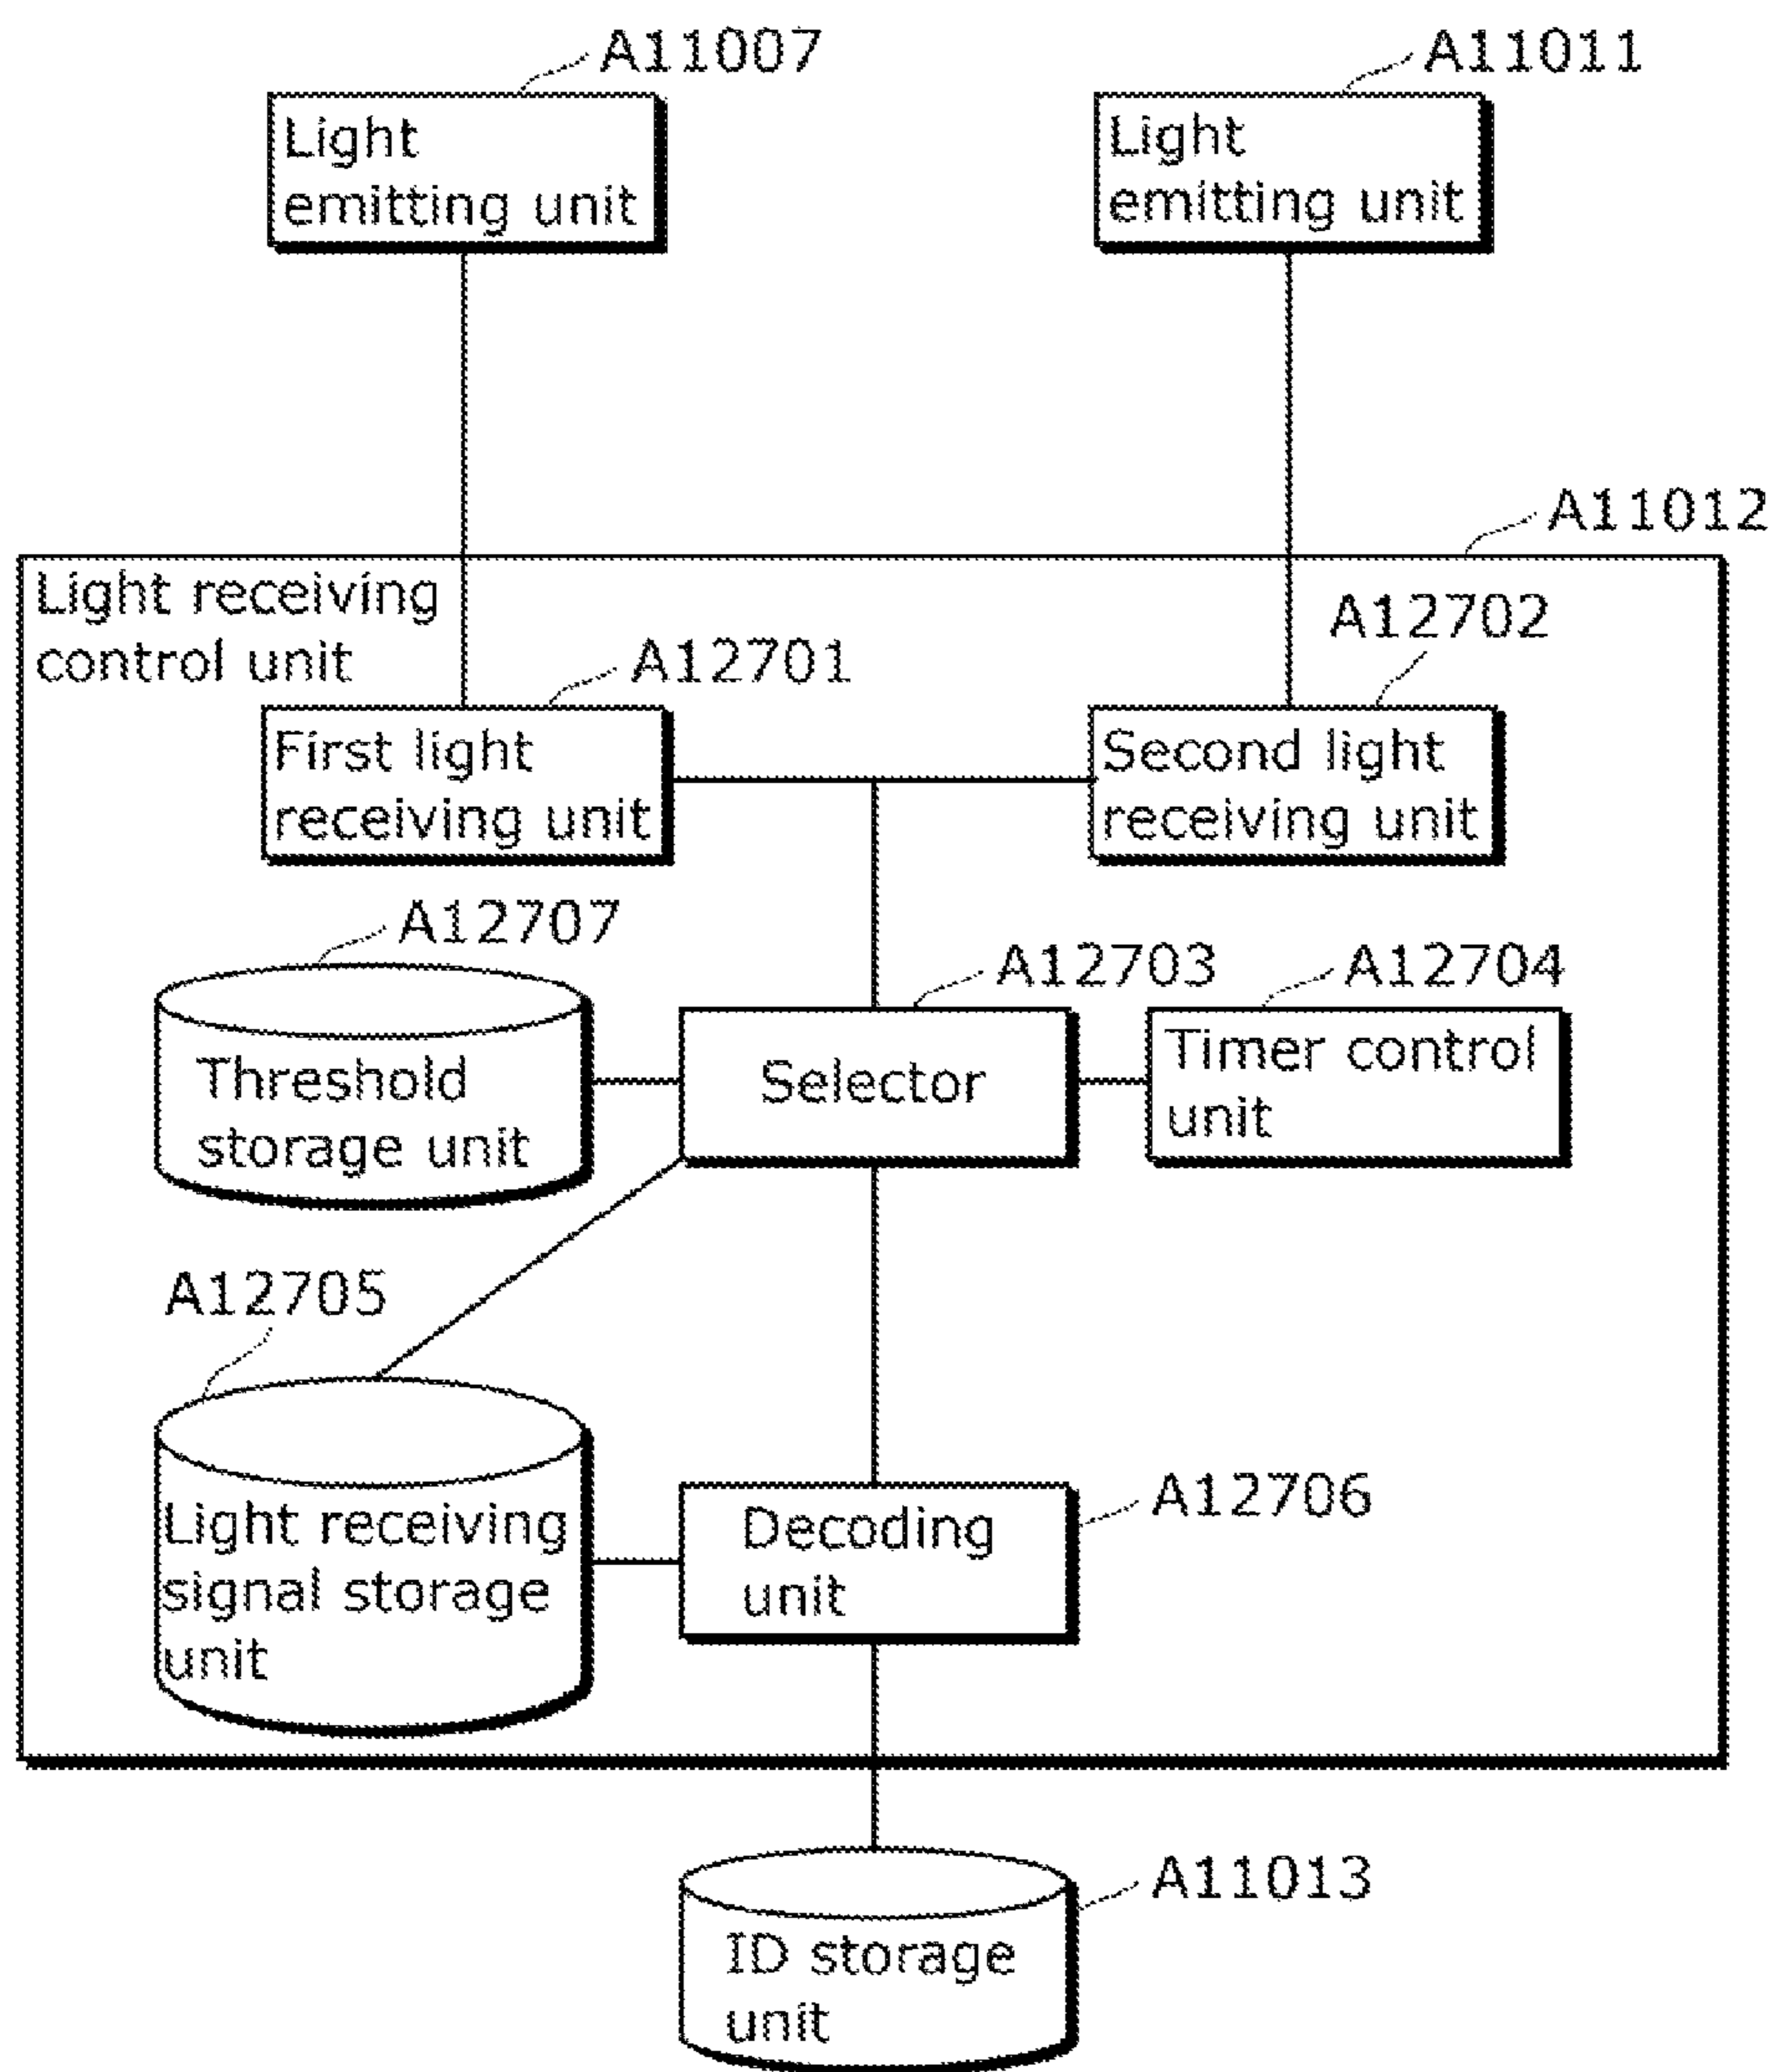 A11007
A11011
Light
emitting unit
Light
emitting unit
A11012
Light receiving
control unit
A12701
A12702
First light
receiving unit
Second light
receiving unit
A12707
A12703
A12704
Threshold
storage unit
Selector
Timer control
unit
A12705
Light receiving
signal storage
unit
Decoding
unit
A12706
A11013
ID storage
unit